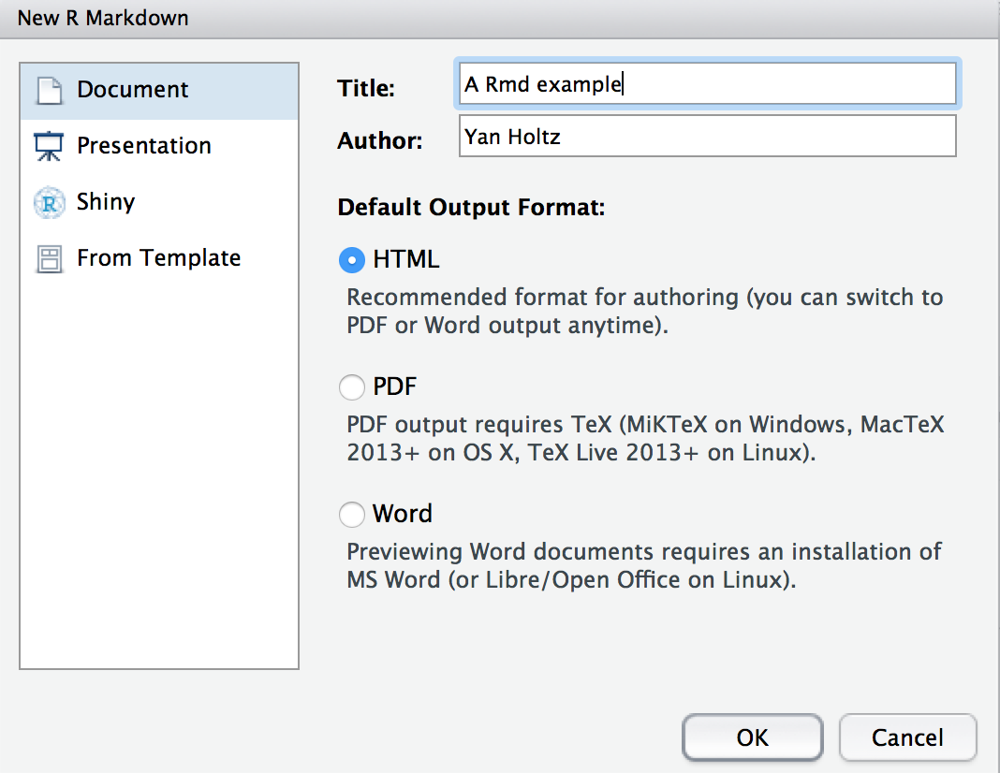 New R Markdown
Document
Presentation
Shiny
From Template
Title:
A Rmd example
Author:
Yan Holtz
Default Output Format:
HTML
Recommended format for authoring (you can switch to
PDF or Word output anytime).
PDF
PDF output requires TeX (MiKTeX on Windows, MacTeX
2013+ on OS X, TeX Live 2013+ on Linux).
Word
Previewing Word documents requires an installation of
MS Word (or Libre/Open Office on Linux).
OK
Cancel